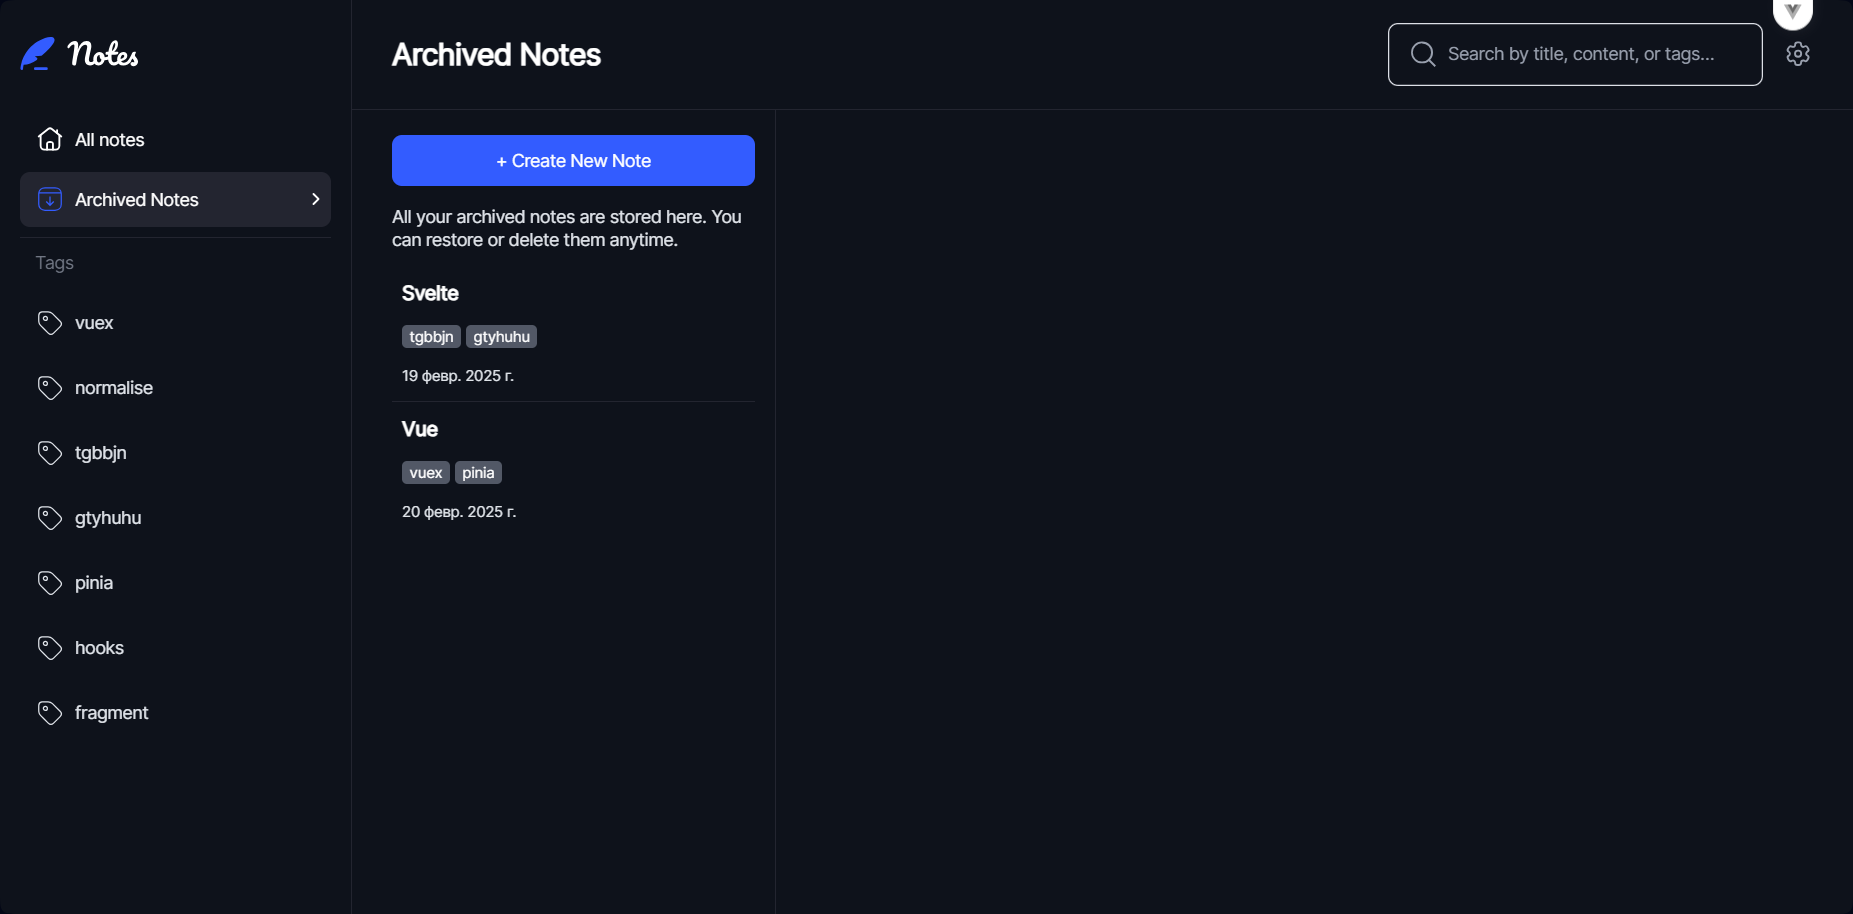 Notes
All notes
Archived Notes
Tags
vuex
normalise
tgbbjn
gtyhuhu
pinia
hooks
fragment
Archived Notes
Search by title, content, or tags...
+ Create New Note
All your archived notes are stored here. You
can restore or delete them anytime.
Svelte
tgbbjn gtyhuhu
19 февр. 2025 г.
Vue
vuex pinia
20 февр. 2025 г.